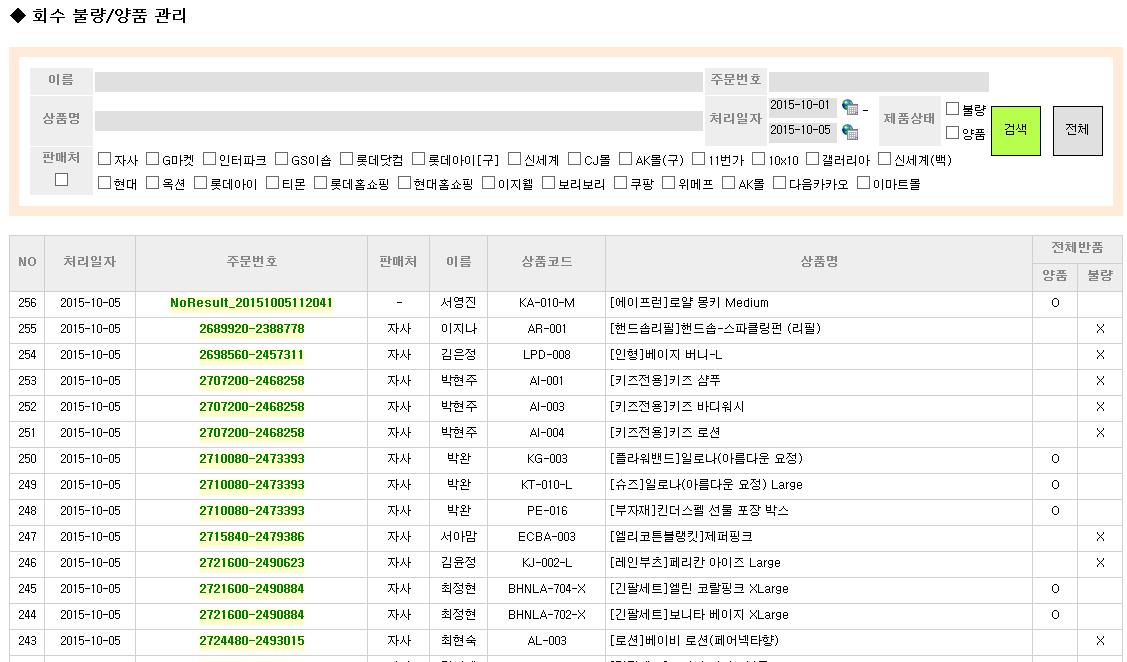 ◆ 회수 불량/양품 관리
이름 주문번호
상품명 처리일자 2015-10-01 - 2015-10-05 제품상태 불량 양품 검색 전체
판매처 자사 G마켓 인터파크 GS이숍 롯데닷컴 롯데아이[구] 신세계 CJ몰 AK몰(구) 11번가 10x10 갤러리아 신세계(백)
현대 옥션 롯데아이 티몬 롯데홈쇼핑 현대홈쇼핑 이지웰 보리보리 쿠팡 위메프 AK몰 다음카카오 이마트몰
NO 처리일자 주문번호 판매처 이름 상품코드 상품명 전체반품
양품 불량
256 2015-10-05 NoResult_20151005112041 - 서영진 KA-010-M [에이프런]로얄 몽키 Medium O
255 2015-10-05 2689920-2388778 자사 이지나 AR-001 [핸드솝리필]핸드솝-스파클링펀 (리필) X
254 2015-10-05 2698560-2457311 자사 김은정 LPD-008 [인형]베이지 버니-L X
253 2015-10-05 2707200-2468258 자사 박현주 AI-001 [키즈전용]키즈 샴푸 X
252 2015-10-05 2707200-2468258 자사 박현주 AI-003 [키즈전용]키즈 바디워시 X
251 2015-10-05 2707200-2468258 자사 박현주 AI-004 [키즈전용]키즈 로션 X
250 2015-10-05 2710080-2473393 자사 박완 KG-003 [플라워밴드]일로나(아름다운 요정) O
249 2015-10-05 2710080-2473393 자사 박완 KT-010-L [슈즈]일로나(아름다운 요정) Large O
248 2015-10-05 2710080-2473393 자사 박완 PE-016 [부자재]킨더스펠 선물 포장 박스 O
247 2015-10-05 2715840-2479386 자사 서아맘 ECBA-003 [엘리코튼블랭킷]제퍼핑크 X
246 2015-10-05 2721600-2490623 자사 김윤정 KJ-002-L [레인부츠]페리칸 아이즈 Large X
245 2015-10-05 2721600-2490884 자사 최정현 BHNLA-704-X [긴팔세트]엘린 코랄핑크 XLarge O
244 2015-10-05 2721600-2490884 자사 최정현 BHNLA-702-X [긴팔세트]보니타 베이지 XLarge O
243 2015-10-05 2724480-2493015 자사 최현숙 AL-003 [로션]베이비 로션(페어넥타향) X